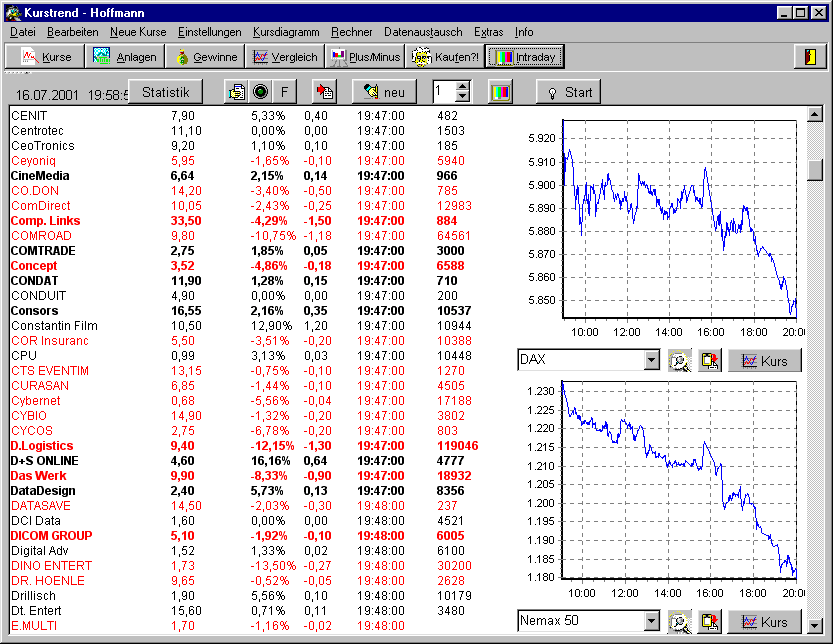 Kurstrend - Hoffmann
Datei Bearbeiten Neue Kurse Einstellungen Kursdiagramm Rechner Datenaustausch Extras Info
Kurse Anlagen Gewinne Vergleich Plus/Minus Kaufen?! Intraday
16.07.2001 19:58:5 Statistik F neu 1 Start
CENIT 7,90 5,33% 0,40 19:47:00 482
Centrotec 11,10 0,00% 0,00 19:47:00 1503
CeoTronics 9,20 1,10% 0,10 19:47:00 185
Ceyoniq 5,95 -1,65% -0,10 19:47:00 5940
CineMedia 6,64 2,15% 0,14 19:47:00 966
CO.DON 14,20 -3,40% -0,50 19:47:00 785
ComDirect 10,05 -2,43% -0,25 19:47:00 12983
Comp. Links 33,50 -4,29% -1,50 19:47:00 884
COMROAD 9,80 -10,75% -1,18 19:47:00 64561
COMTRADE 2,75 1,85% 0,05 19:47:00 3000
Concept 3,52 -4,86% -0,18 19:47:00 6588
CONDAT 11,90 1,28% 0,15 19:47:00 710
CONDUIT 4,90 0,00% 0,00 19:47:00 200
Consors 16,55 2,16% 0,35 19:47:00 10537
Constantin Film 10,50 12,90% 1,20 19:47:00 10944
COR Insuranc 5,50 -3,51% -0,20 19:47:00 10388
CPU 0,99 3,13% 0,03 19:47:00 10448
CTS EVENTIM 13,15 -0,75% -0,10 19:47:00 1270
CURASAN 6,85 -1,44% -0,10 19:47:00 4505
Cybernet 0,68 -5,56% -0,04 19:47:00 17188
CYBIO 14,90 -1,32% -0,20 19:47:00 3802
CYCOS 2,75 -6,78% -0,20 19:47:00 803
D.Logistics 9,40 -12,15% -1,30 19:47:00 119046
D+S ONLINE 4,60 16,16% 0,64 19:47:00 4777
Das Werk 9,90 -8,33% -0,90 19:47:00 18932
DataDesign 2,40 5,73% 0,13 19:47:00 8356
DATASAVE 14,50 -2,03% -0,30 19:48:00 237
DCI Data 1,60 0,00% 0,00 19:48:00 4521
DICOM GROUP 5,10 -1,92% -0,10 19:48:00 6005
Digital Adv 1,52 1,33% 0,02 19:48:00 6100
DINO ENTERT 1,73 -13,50% -0,27 19:48:00 30200
DR. HOENLE 9,65 -0,52% -0,05 19:48:00 2628
Drillisch 1,90 5,56% 0,10 19:48:00 10179
Dt. Entert 15,60 0,71% 0,11 19:48:00 3480
E.MULTI 1,70 -1,16% -0,02 19:48:00
5.920
5.910
5.900
5.890
5.880
5.870
5.860
5.850
10:00 12:00 14:00 16:00 18:00 20:0
DAX Kurs
1.230
1.225
1.220
1.215
1.210
1.205
1.200
1.195
1.190
1.185
1.180
10:00 12:00 14:00 16:00 18:00 20:0
Nemax 50 Kurs